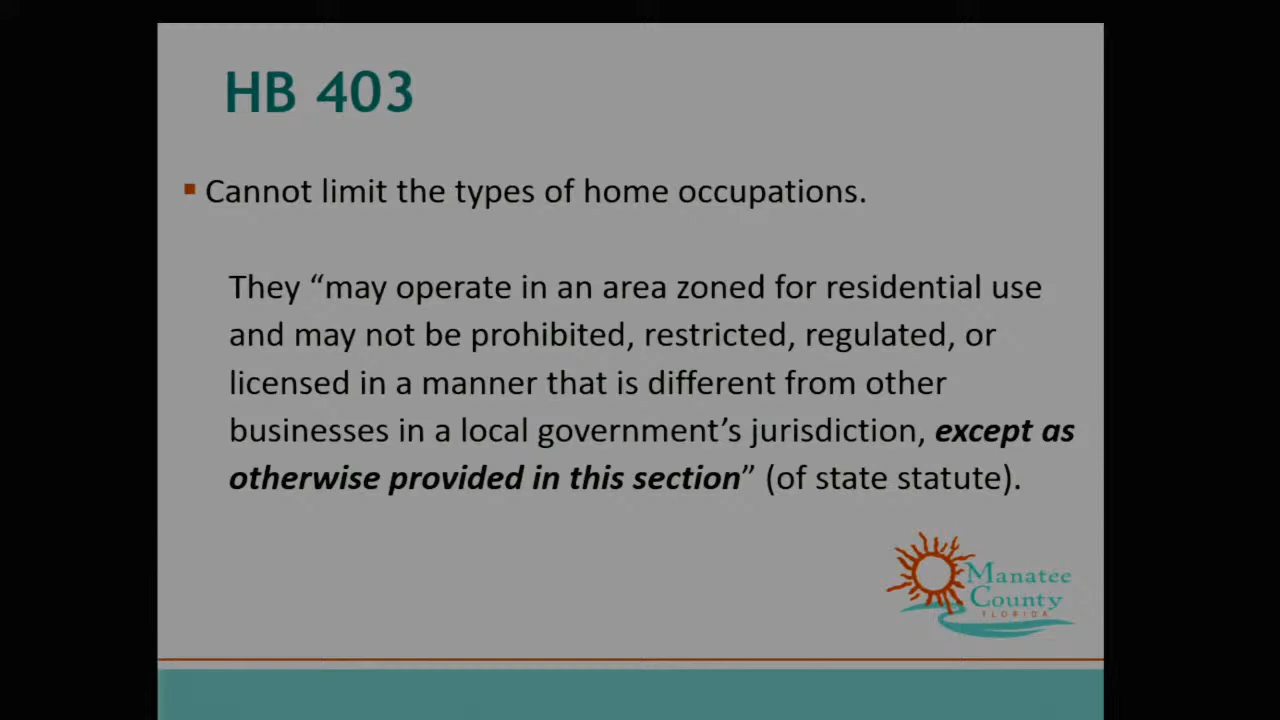 HB 403
▪ Cannot limit the types of home occupations.
They “may operate in an area zoned for residential use
and may not be prohibited, restricted, regulated, or
licensed in a manner that is different from other
businesses in a local government’s jurisdiction, except as
otherwise provided in this section” (of state statute).
Manatee
County
FLORIDA